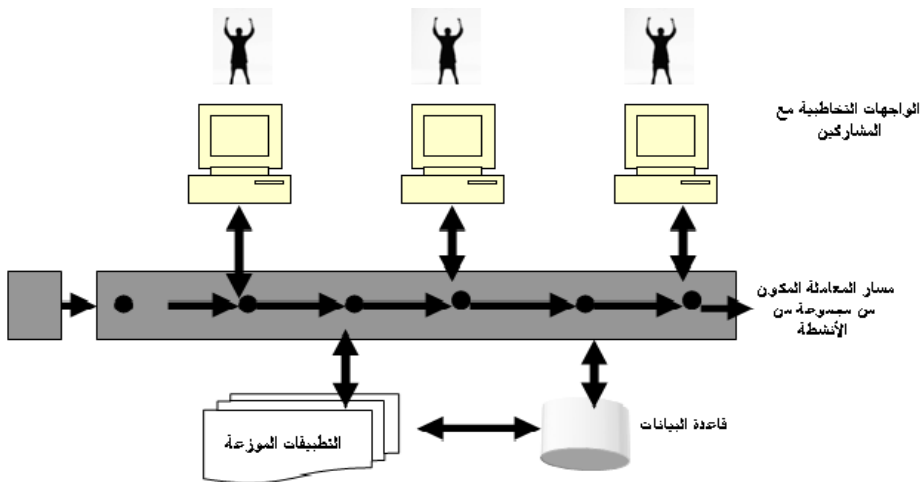 الواجهات التخاطبية مع
المشاركين
مسار المعاملة المكون
من مجموعة من
الأنشطة
قاعدة البيانات
التطبيقات الموزعة